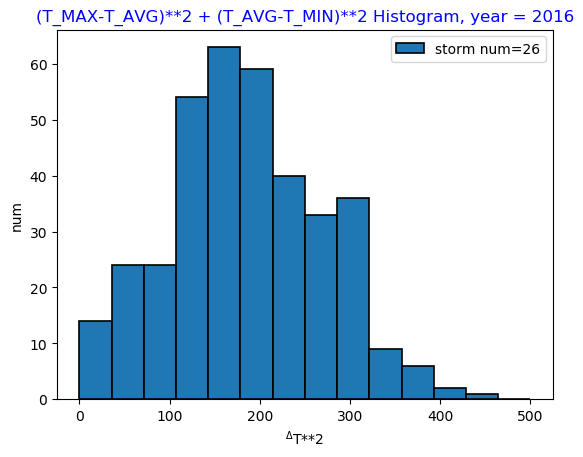 (T_MAX-T_AVG)**2 + (T_AVG-T_MIN)**2 Histogram, year = 2016
storm num=26
60
50
40
30
20
10
0
num
0 100 200 300 400 500
ΔT**2